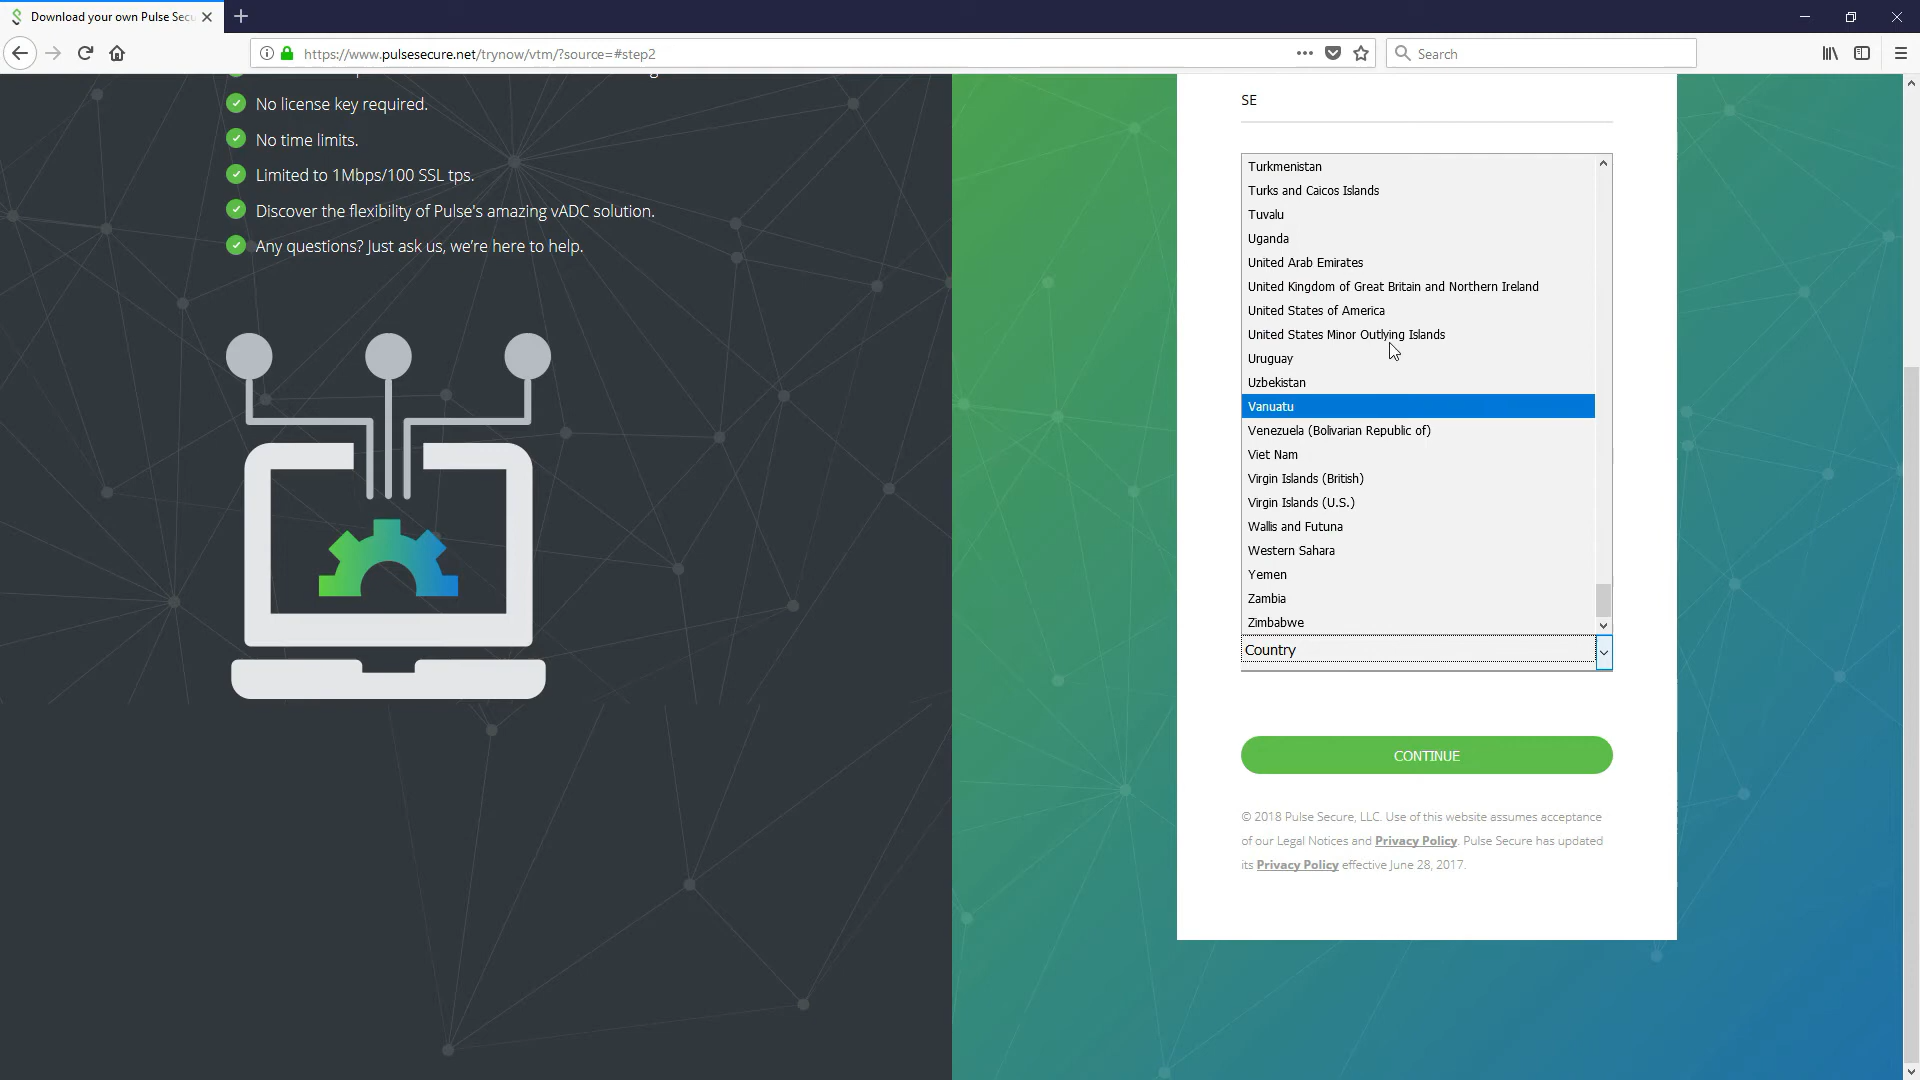 Download your own Pulse Secu
https://www.pulsesecure.net/trynow/vtm/?source=#step2
Search
No license key required.
No time limits.
Limited to 1Mbps/100 SSL tps.
Discover the flexibility of Pulse's amazing vADC solution.
Any questions? Just ask us, we're here to help.
SE
Turkmenistan
Turks and Caicos Islands
Tuvalu
Uganda
United Arab Emirates
United Kingdom of Great Britain and Northern Ireland
United States of America
United States Minor Outlying Islands
Uruguay
Uzbekistan
Vanuatu
Venezuela (Bolivarian Republic of)
Viet Nam
Virgin Islands (British)
Virgin Islands (U.S.)
Wallis and Futuna
Western Sahara
Yemen
Zambia
Zimbabwe
Country
CONTINUE
© 2018 Pulse Secure, LLC. Use of this website assumes acceptance
of our Legal Notices and Privacy Policy. Pulse Secure has updated
its Privacy Policy effective June 28, 2017.